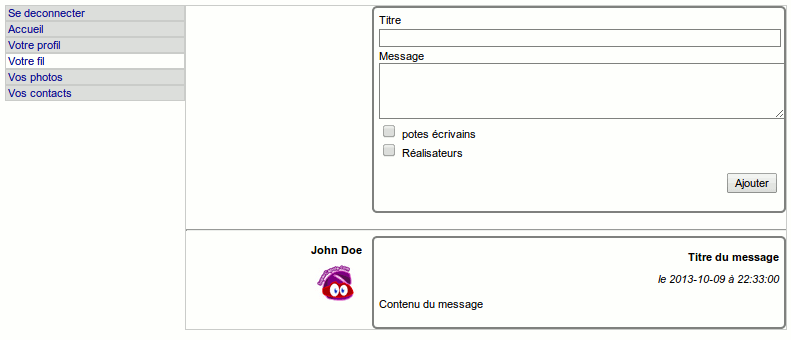 Se deconnecter
Accueil
Votre profil
Votre fil
Vos photos
Vos contacts
Titre
Message
potes écrivains
Réalisateurs
Ajouter
John Doe
Titre du message
le 2013-10-09 à 22:33:00
Contenu du message